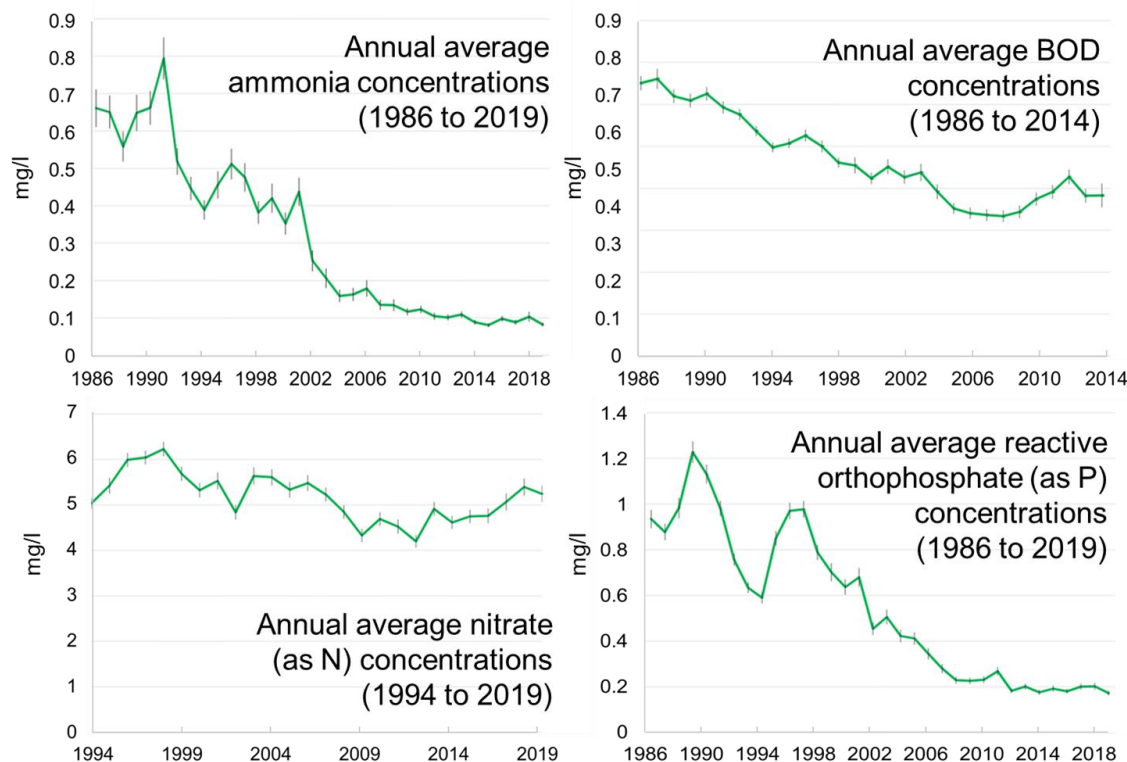 0.9
0.8
0.7
0.6
0.5
0.4
0.3
0.2
0.1
0
mg/l
Annual average
ammonia concentrations
(1986 to 2019)
1986 1990 1994 1998 2002 2006 2010 2014 2018
0.9
0.8
0.7
0.6
0.5
0.4
0.3
0.2
0.1
0
mg/l
Annual average BOD
concentrations
(1986 to 2014)
1986 1990 1994 1998 2002 2006 2010 2014
7
6
5
4
3
2
1
0
mg/l
Annual average nitrate
(as N) concentrations
(1994 to 2019)
1994 1999 2004 2009 2014 2019
1.4
1.2
1
0.8
0.6
0.4
0.2
0
mg/l
Annual average reactive
orthophosphate (as P)
concentrations
(1986 to 2019)
1986 1990 1994 1998 2002 2006 2010 2014 2018